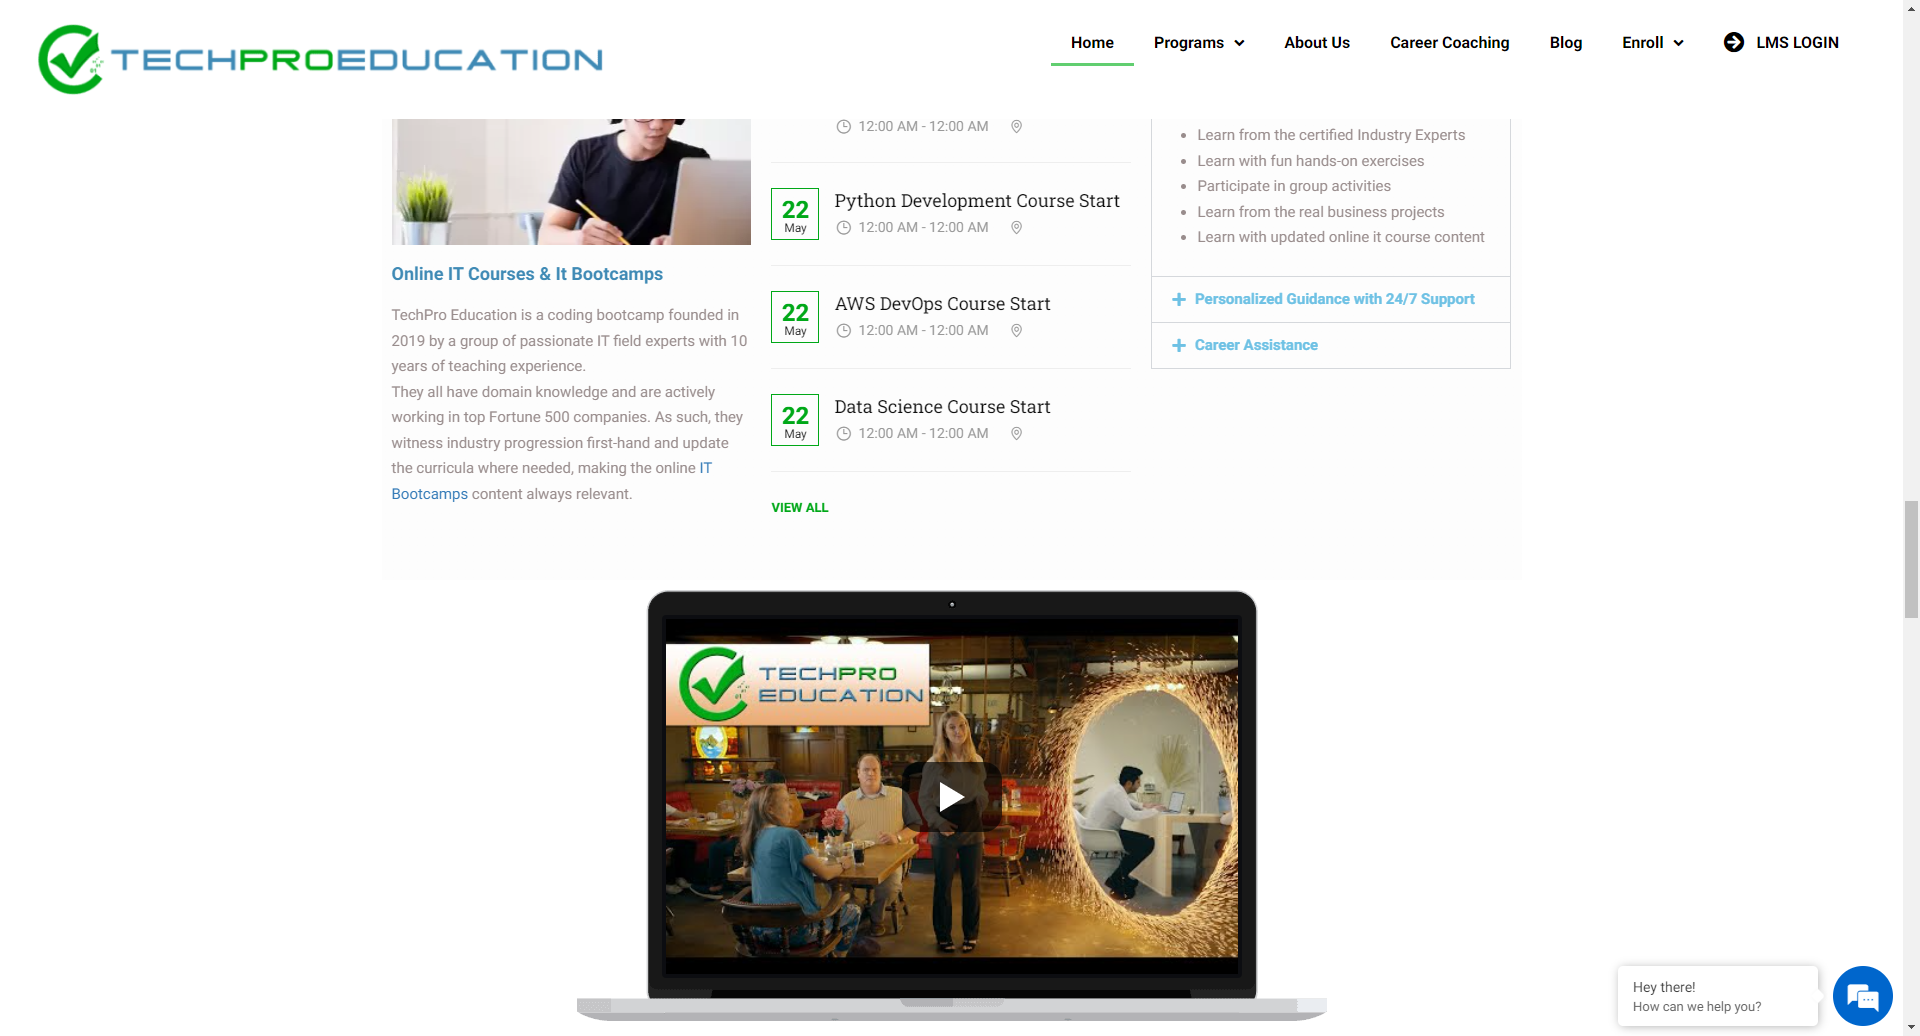 TECHPROEDUCATION
Home
Programs
About Us
Career Coaching
Blog
Enroll
LMS LOGIN
Online IT Courses & It Bootcamps
TechPro Education is a coding bootcamp founded in
2019 by a group of passionate IT field experts with 10
years of teaching experience.
They all have domain knowledge and are actively
working in top Fortune 500 companies. As such, they
witness industry progression first-hand and update
the curricula where needed, making the online IT
Bootcamps content always relevant.
12:00 AM - 12:00 AM
22
May
Python Development Course Start
12:00 AM - 12:00 AM
22
May
AWS DevOps Course Start
12:00 AM - 12:00 AM
22
May
Data Science Course Start
12:00 AM - 12:00 AM
VIEW ALL
Learn from the certified Industry Experts
Learn with fun hands-on exercises
Participate in group activities
Learn from the real business projects
Learn with updated online it course content
Personalized Guidance with 24/7 Support
Career Assistance
TECHPRO
EDUCATION
Hey there!
How can we help you?